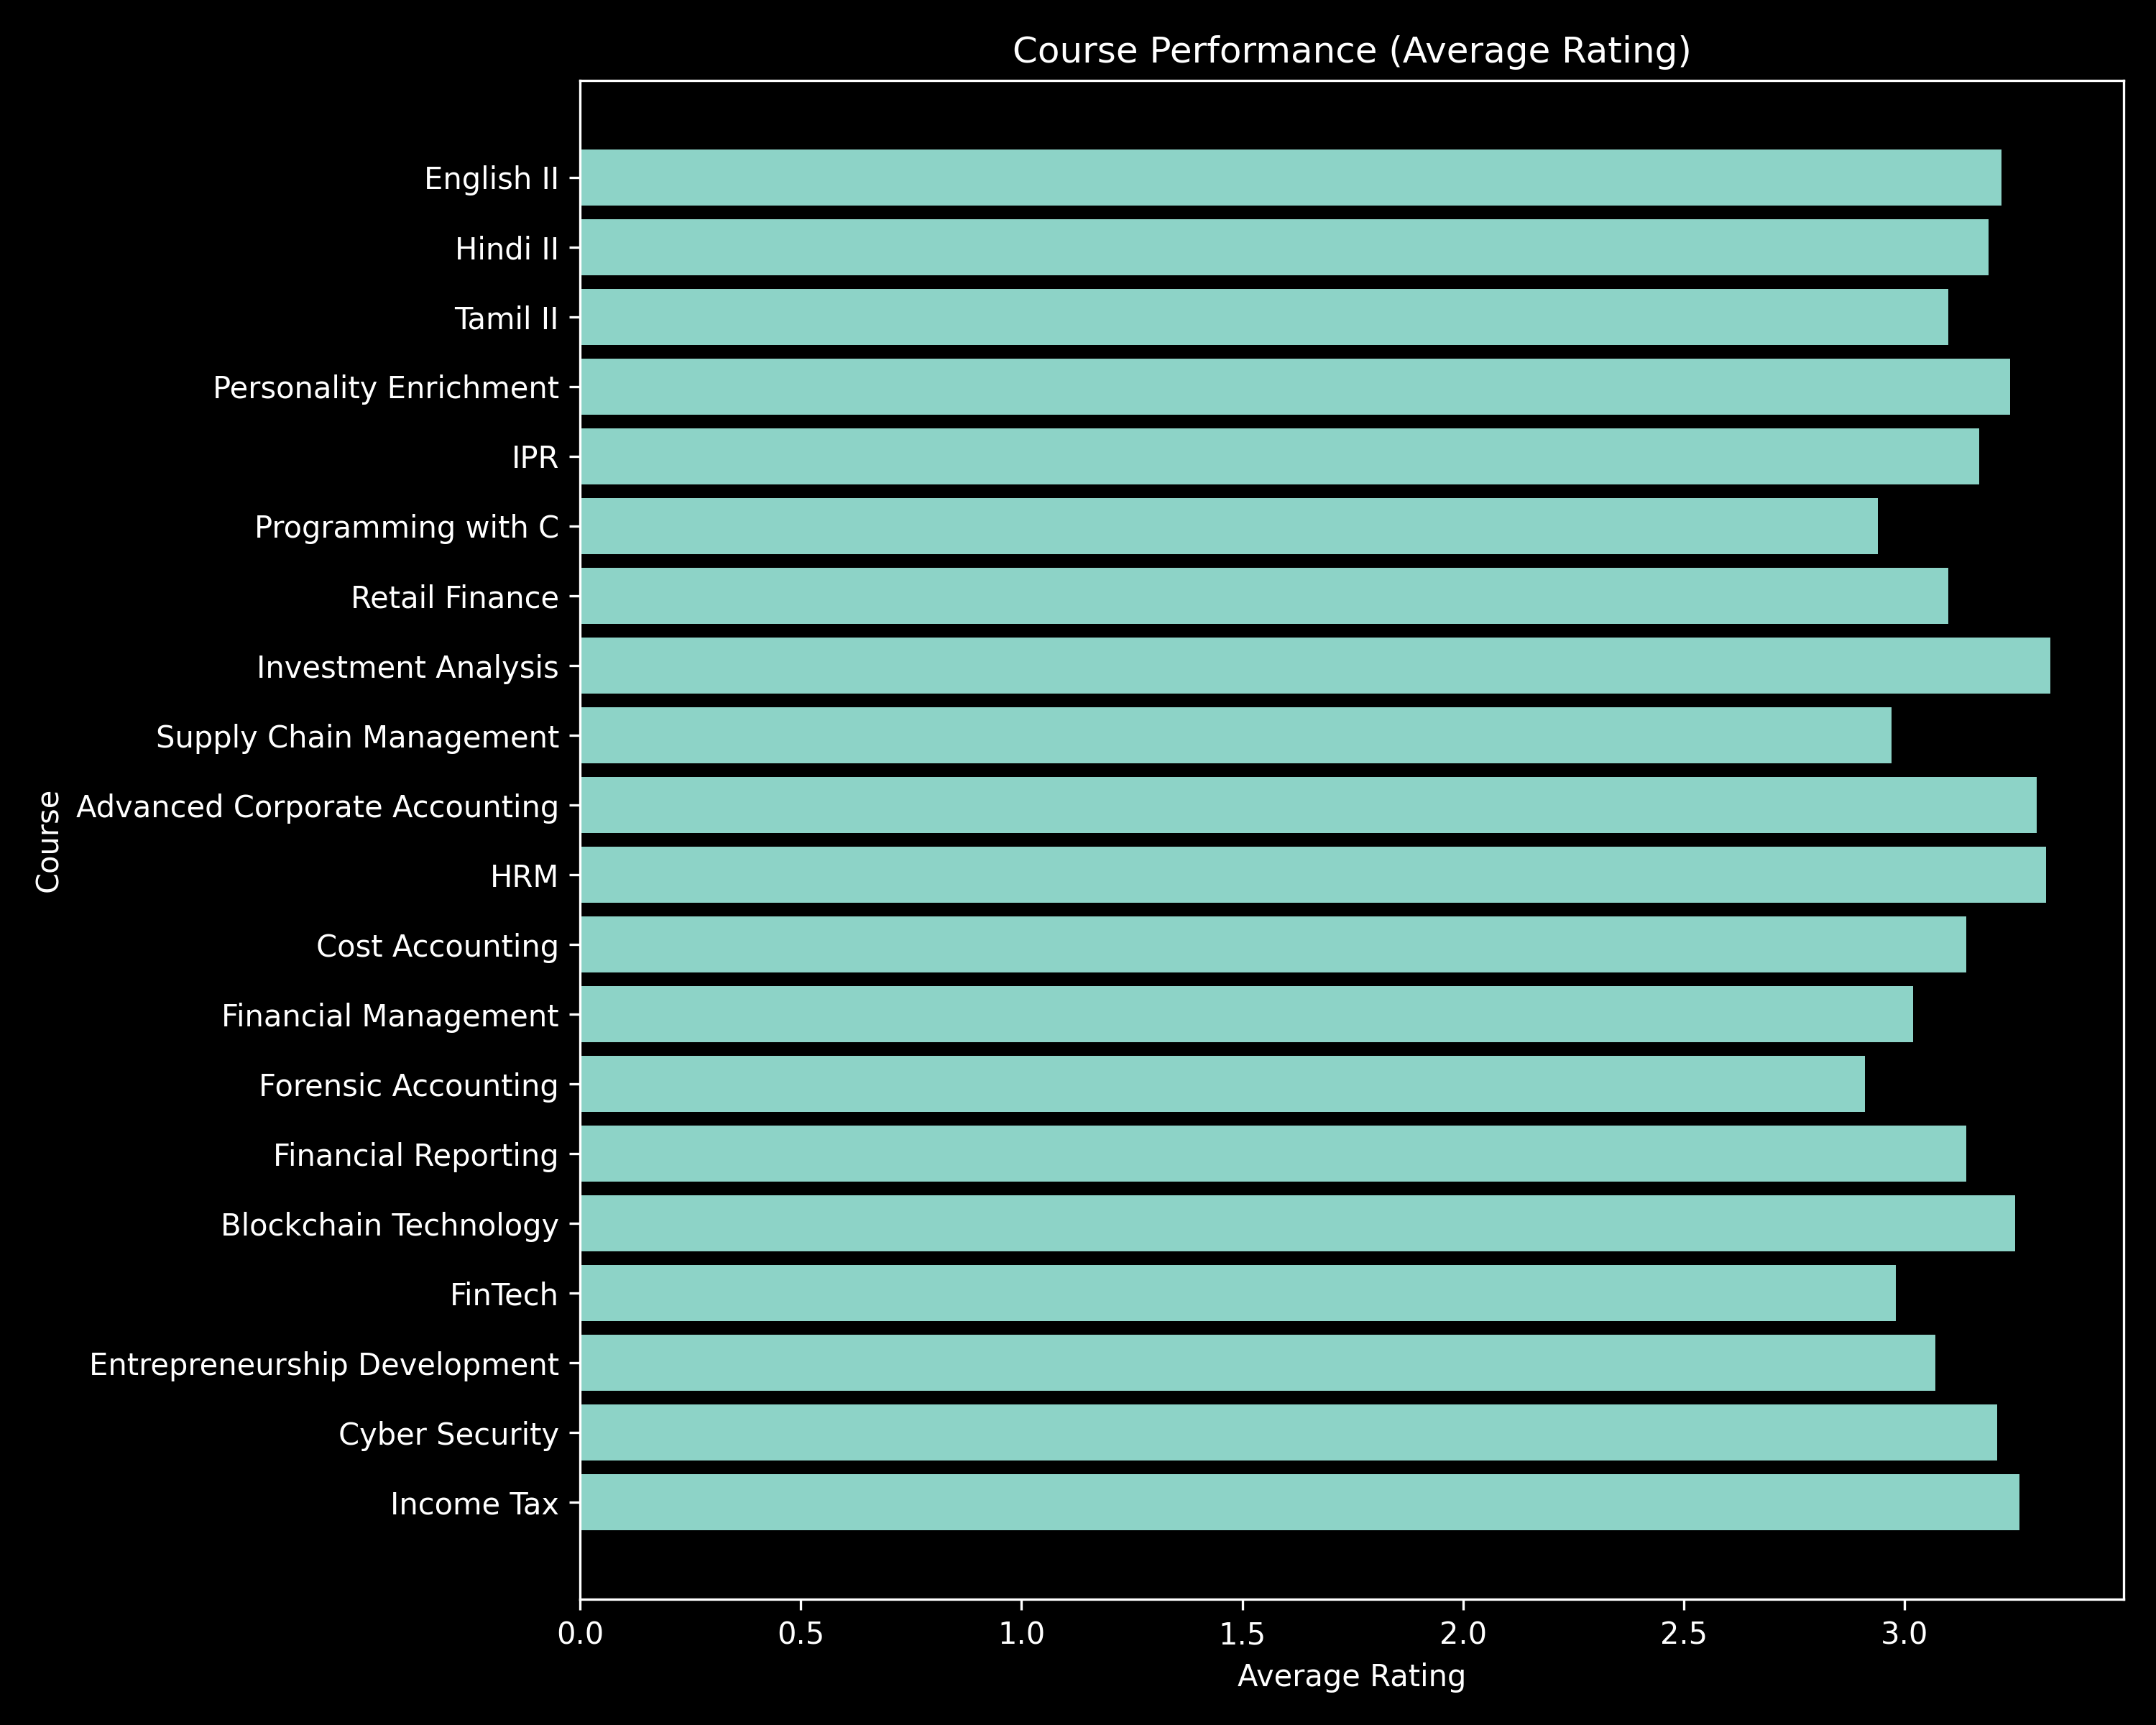 Course Performance (Average Rating)
English II
Hindi II
Tamil II
Personality Enrichment
IPR
Programming with C
Retail Finance
Investment Analysis
Supply Chain Management
Advanced Corporate Accounting
HRM
Cost Accounting
Financial Management
Forensic Accounting
Financial Reporting
Blockchain Technology
FinTech
Entrepreneurship Development
Cyber Security
Income Tax
Course
0.0 0.5 1.0 1.5 2.0 2.5 3.0
Average Rating